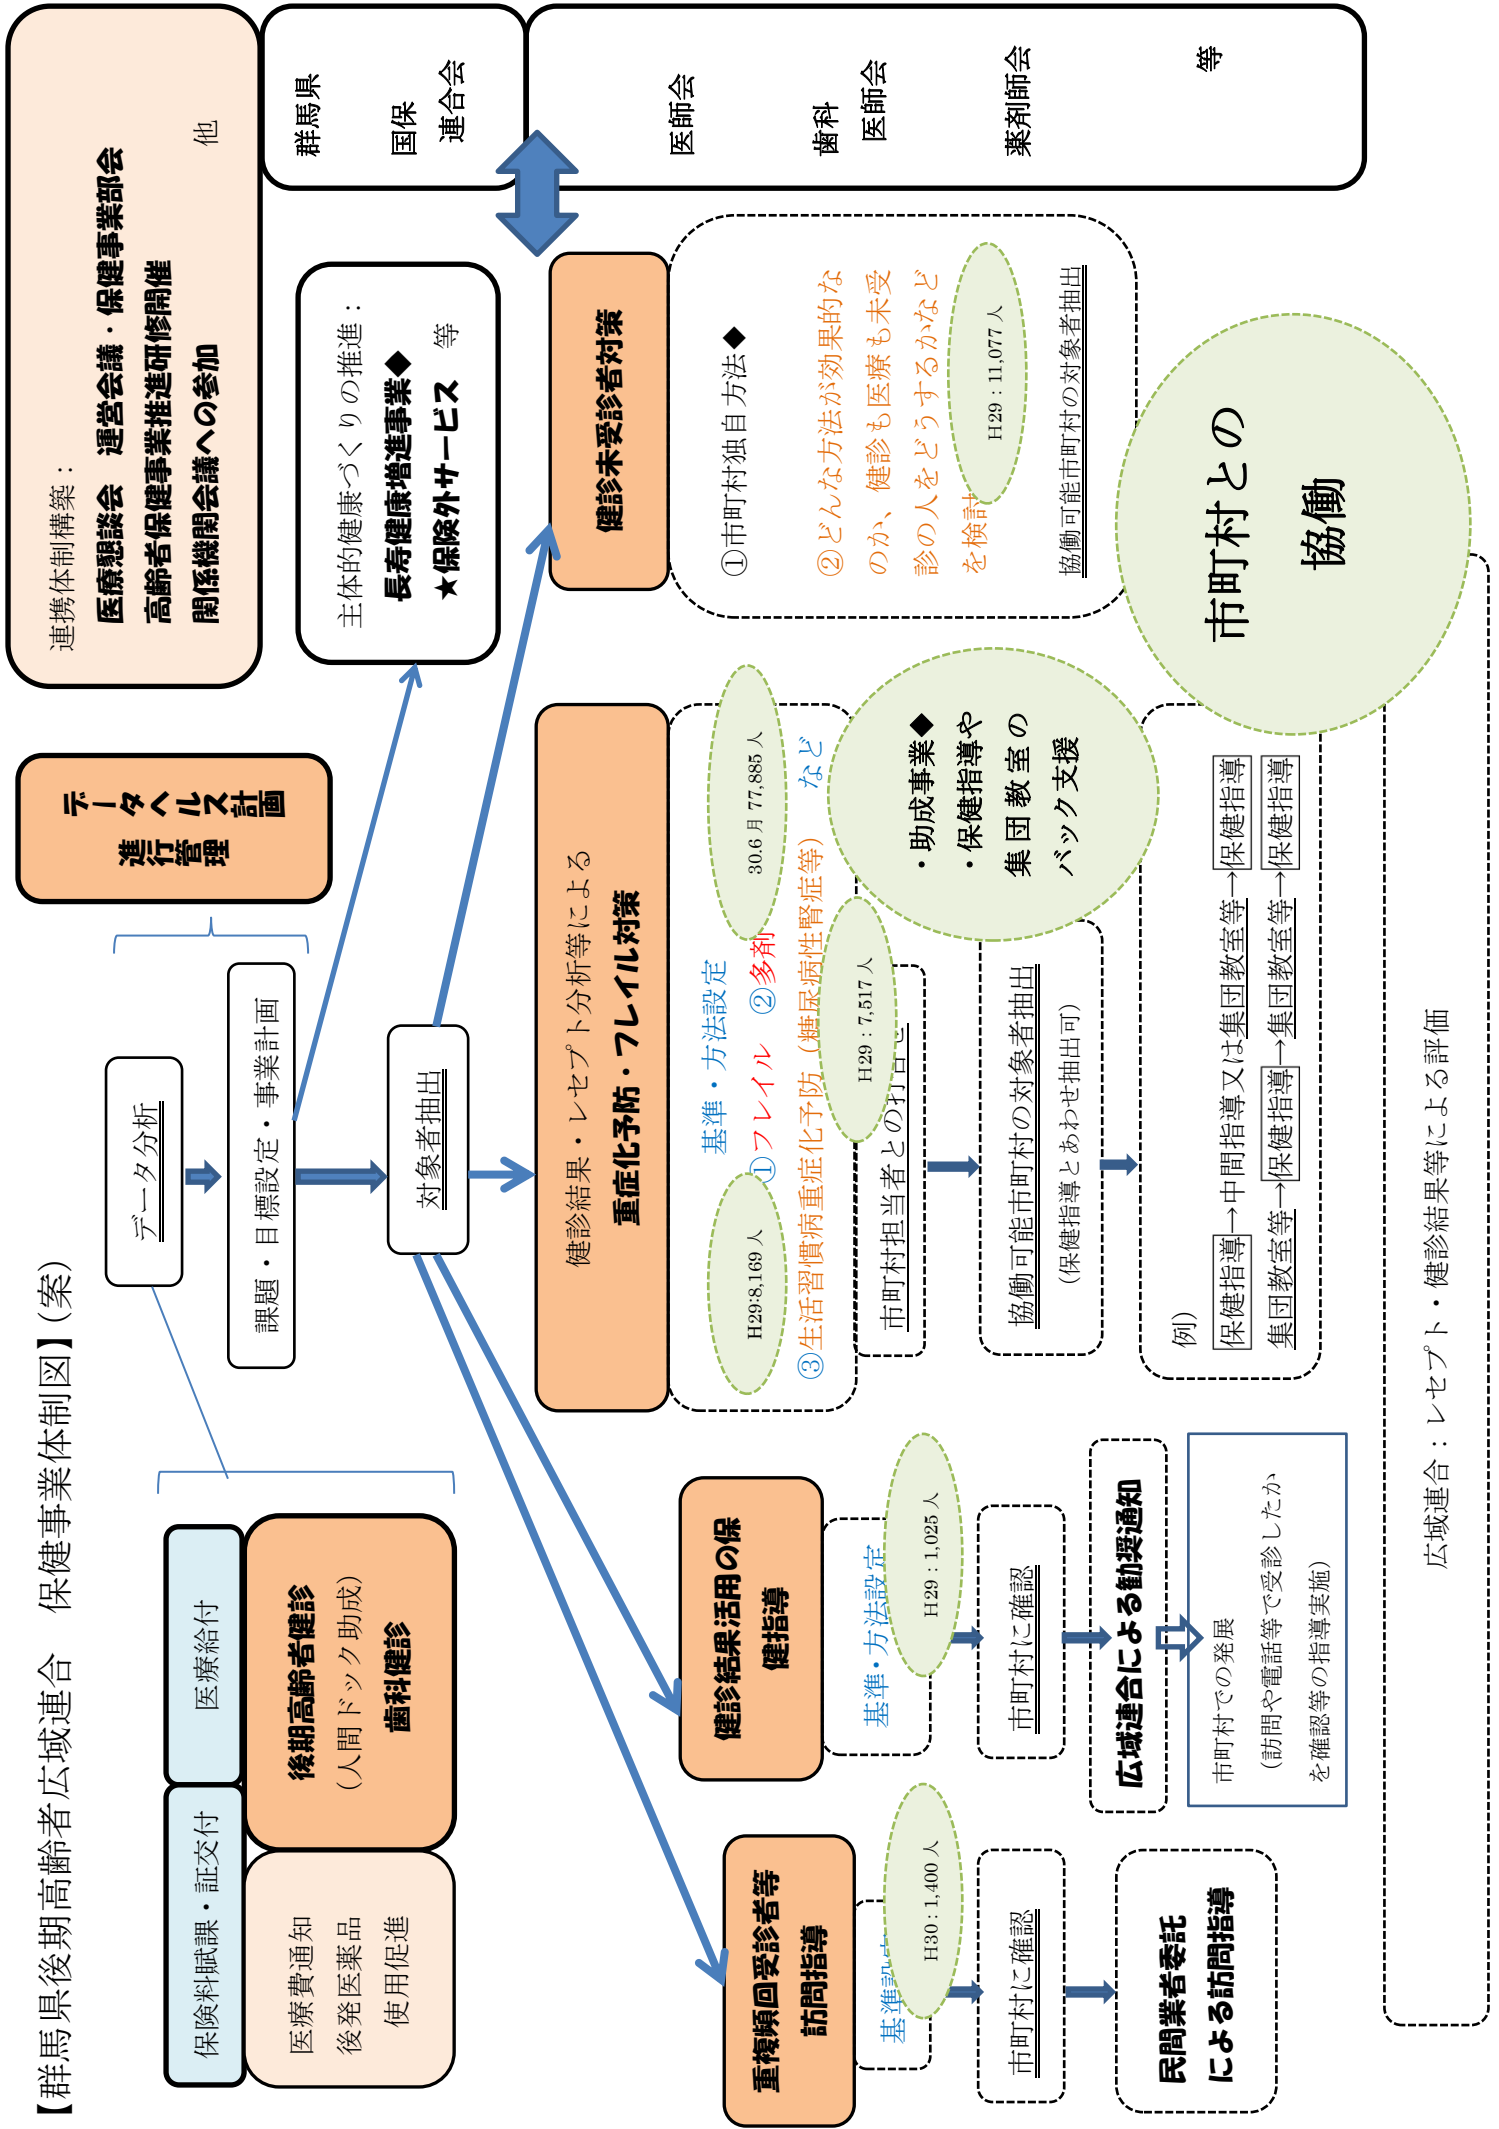 【群馬県後期高齢者広域連合　保健事業体制図】(案)
保険料賦課・証交付
医療給付
医療費通知
後発医薬品
使用促進
後期高齢者健診
(人間ドック助成)
歯科健診
データ分析
課題・目標設定・事業計画
対象者抽出
データヘルス計画
進行管理
連携体制構築：
医療懇談会　運営会議・保健事業部会
高齢者保健事業推進研修開催
関係機関会議への参加
他
主体的健康づくりの推進：
長寿健康増進事業◆
★保険外サービス　等
群馬県
国保
連合会
医師会
歯科
医師会
薬剤師会
等
重複頻回受診者等
訪問指導
基準設定
H30：1,400人
市町村に確認
民間業者委託
による訪問指導
健診結果活用の保
健指導
基準・方法設定
H29：1,025人
市町村に確認
広域連合による勧奨通知
市町村での発展
(訪問や電話等で受診したか
を確認等の指導実施)
健診結果・レセプト分析等による
重症化予防・フレイル対策
基準・方法設定
①フレイル　②多剤
H29:8,169人
30.6月 77,885人
③生活習慣病重症化予防（糖尿病性腎症等）　など
H29：7,517人
市町村担当者との打合せ
協働可能市町村の対象者抽出
(保健指導とあわせ抽出可)
・助成事業◆
・保健指導や
集団教室の
バック支援
例)
保健指導→中間指導又は集団教室等→保健指導
集団教室等→保健指導→集団教室等→保健指導
健診未受診者対策
①市町村独自方法◆
②どんな方法が効果的な
のか、健診も医療も未受
診の人をどうするかなど
を検討
H29：11,077人
協働可能市町村の対象者抽出
市町村との
協働
広域連合：レセプト・健診結果等による評価